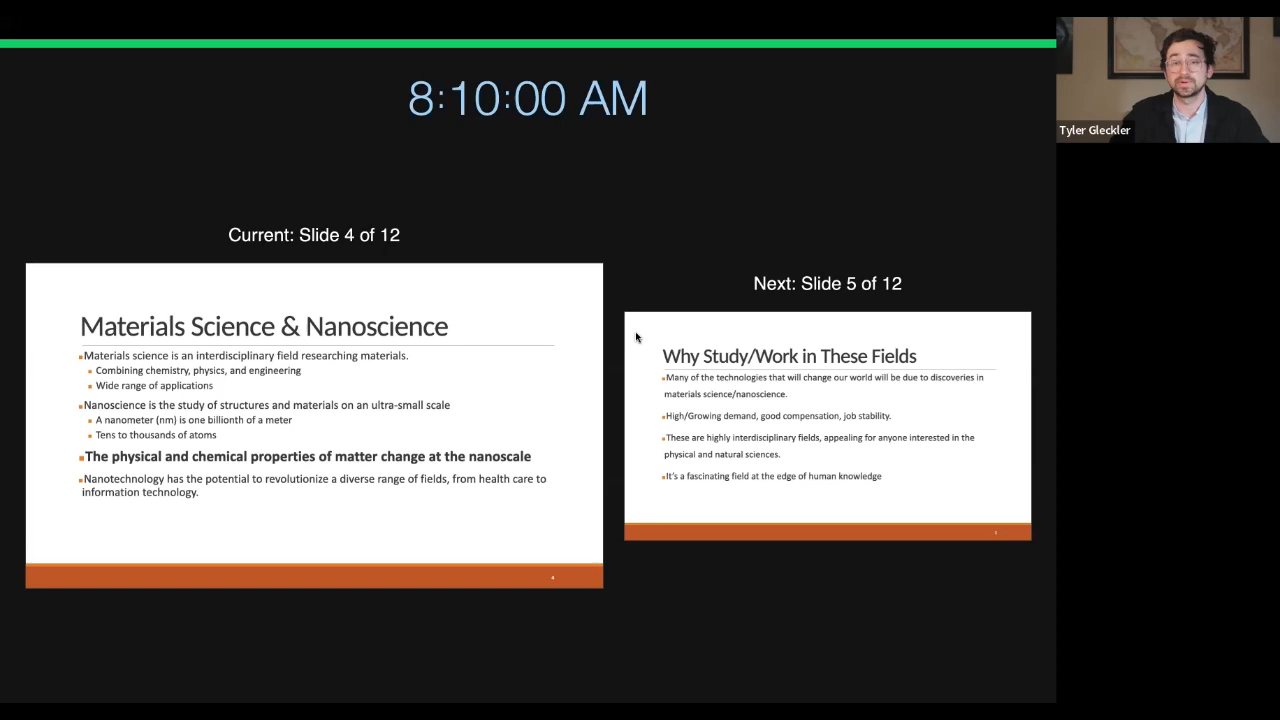 8:10:00 AM
Tyler Gleckler
Current: Slide 4 of 12
Materials Science & Nanoscience
Materials science is an interdisciplinary field researching materials.
Combining chemistry, physics, and engineering
Wide range of applications
Nanoscience is the study of structures and materials on an ultra-small scale
A nanometer (nm) is one billionth of a meter
Tens to thousands of atoms
The physical and chemical properties of matter change at the nanoscale
Nanotechnology has the potential to revolutionize a diverse range of fields, from health care to
information technology.
4
Next: Slide 5 of 12
Why Study/Work in These Fields
Many of the technologies that will change our world will be due to discoveries in
materials science/nanoscience.
High/Growing demand, good compensation, job stability.
These are highly interdisciplinary fields, appealing for anyone interested in the
physical and natural sciences.
It's a fascinating field at the edge of human knowledge